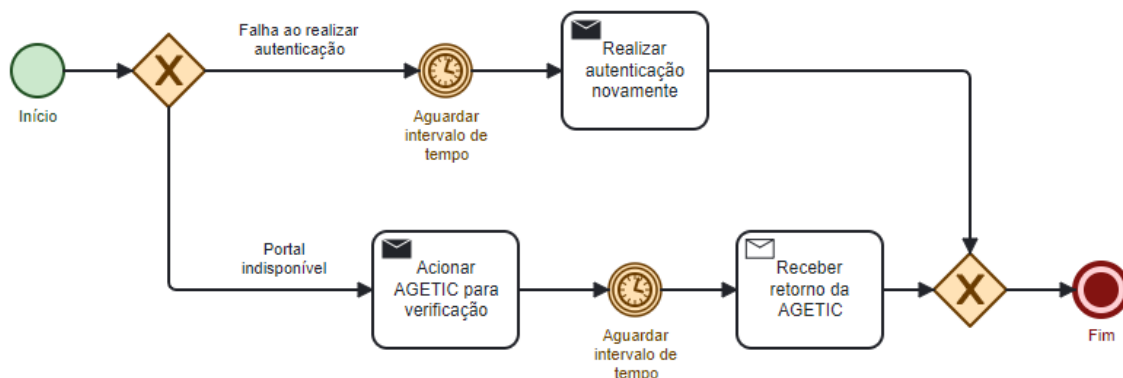 Falha ao realizar
autenticação
Início
Aguardar
intervalo de
tempo
Realizar
autenticação
novamente
Portal
indisponível
Acionar
AGETIC para
verificação
Aguardar
intervalo de
tempo
Receber
retorno da
AGETIC
Fim